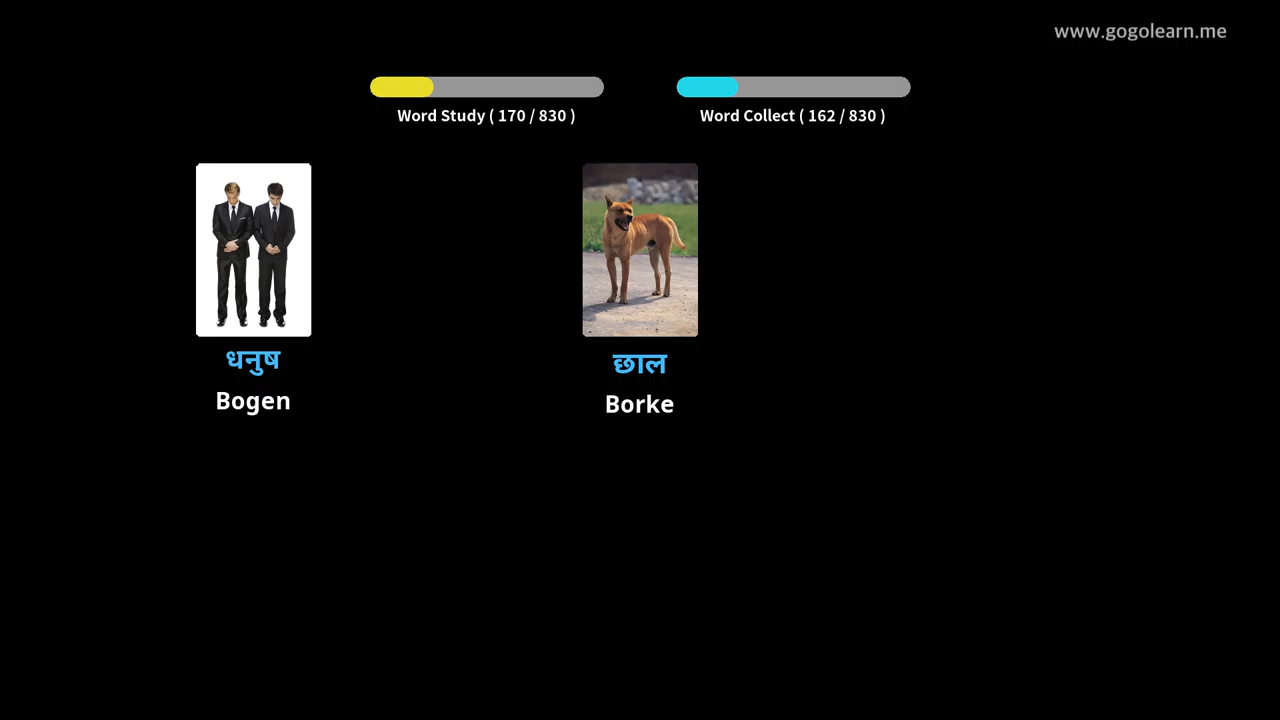 www.gogolearn.me
Word Study ( 170 / 830 )
Word Collect ( 162 / 830 )
धनुष
Bogen
छाल
Borke